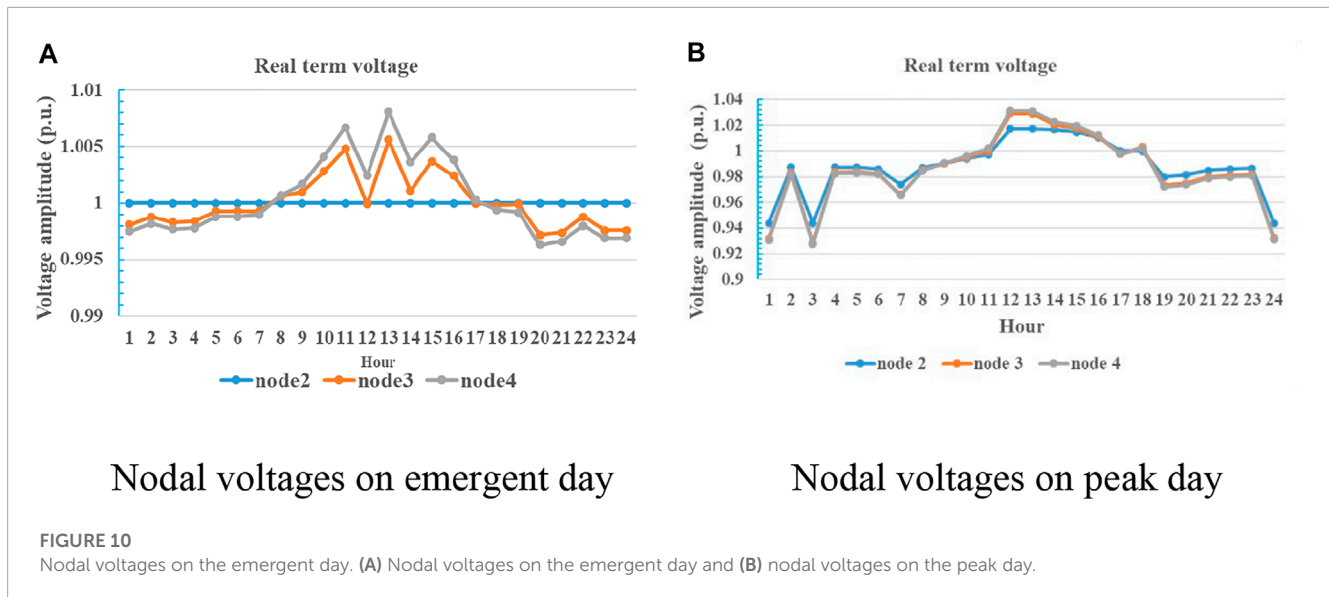 A
Real term voltage
Voltage amplitude (p.u.)
1.01
1.005
1
0.995
0.99
1 2 3 4 5 6 7 8 9 10 11 12 13 14 15 16 17 18 19 20 21 22 23 24
Hour
node2 node3 node4
Nodal voltages on emergent day
B
Real term voltage
Voltage amplitude (p.u.)
1.04
1.02
1
0.98
0.96
0.94
0.92
0.9
1 2 3 4 5 6 7 8 9 10 11 12 13 14 15 16 17 18 19 20 21 22 23 24
Hour
node 2 node 3 node 4
Nodal voltages on peak day
FIGURE 10
Nodal voltages on the emergent day. (A) Nodal voltages on the emergent day and (B) nodal voltages on the peak day.